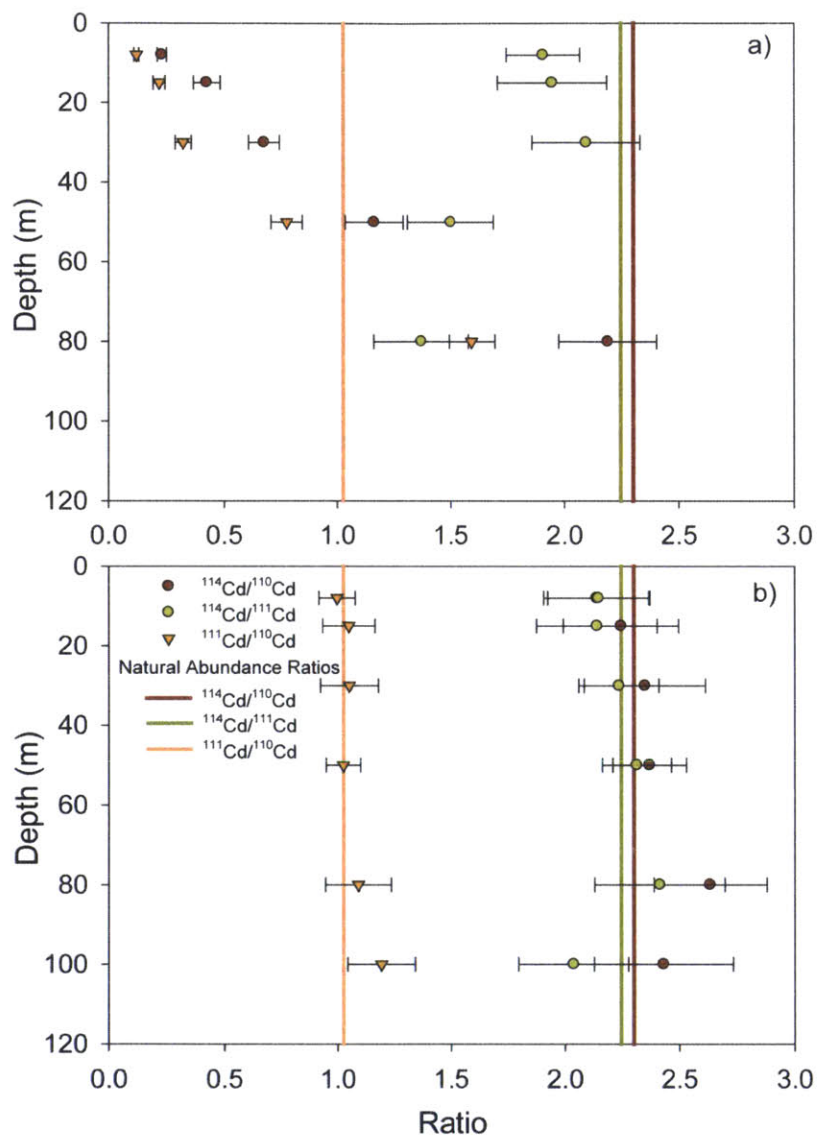 a)
0
20
40
60
80
100
120
Depth (m)
0.0 0.5 1.0 1.5 2.0 2.5 3.0
b)
0
20
40
60
80
100
120
Depth (m)
¹¹⁴Cd/¹¹⁰Cd
¹¹⁴Cd/¹¹¹Cd
¹¹¹Cd/¹¹⁰Cd
Natural Abundance Ratios
¹¹⁴Cd/¹¹⁰Cd
¹¹⁴Cd/¹¹¹Cd
¹¹¹Cd/¹¹⁰Cd
0.0 0.5 1.0 1.5 2.0 2.5 3.0
Ratio